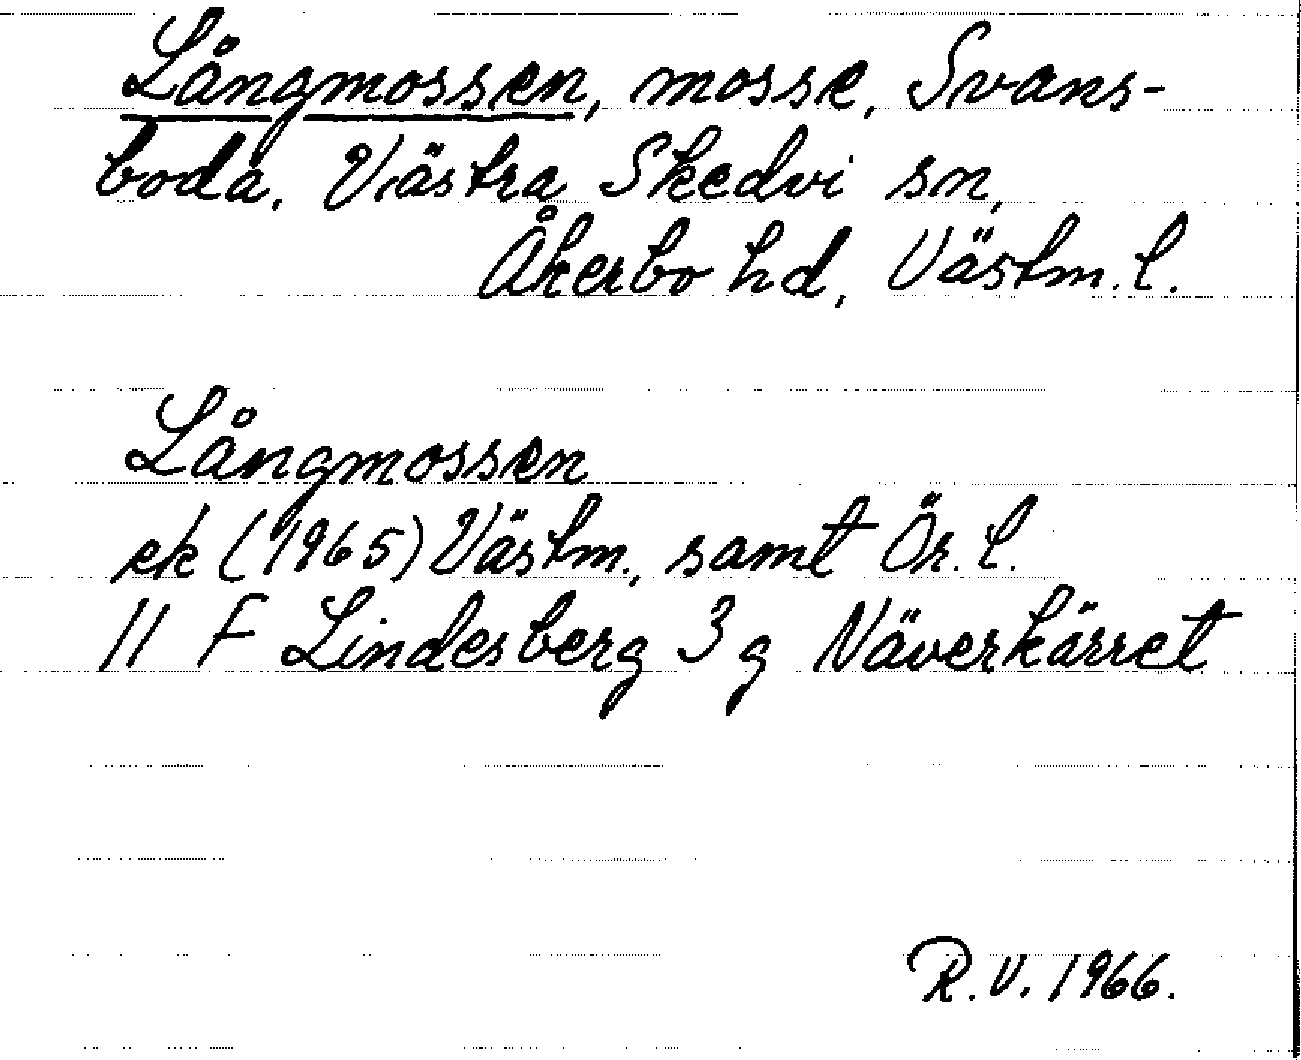 Långmossen, mosse, Svans-
boda, Västra Skedvi sn,
Åkerbo hd, Västm. l.
Långmossen
ek (1965) Västm., samt Ör. l.
11 F Lindesberg 3 g Näverkärret
R.V. 1966.